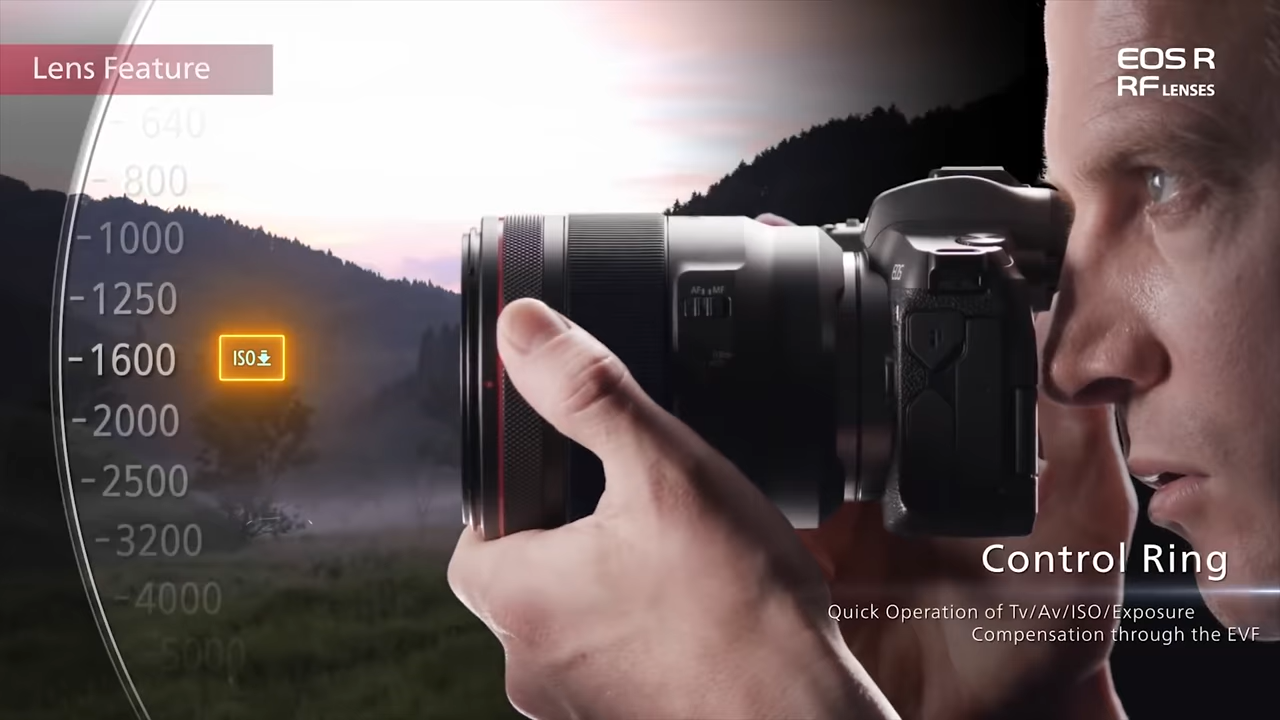 Lens Feature
EOS R
RF LENSES
640
800
1000
1250
1600
ISO
2000
2500
3200
4000
5000
AF MF
EOS
Control Ring
Quick Operation of Tv/Av/ISO/Exposure
Compensation through the EVF